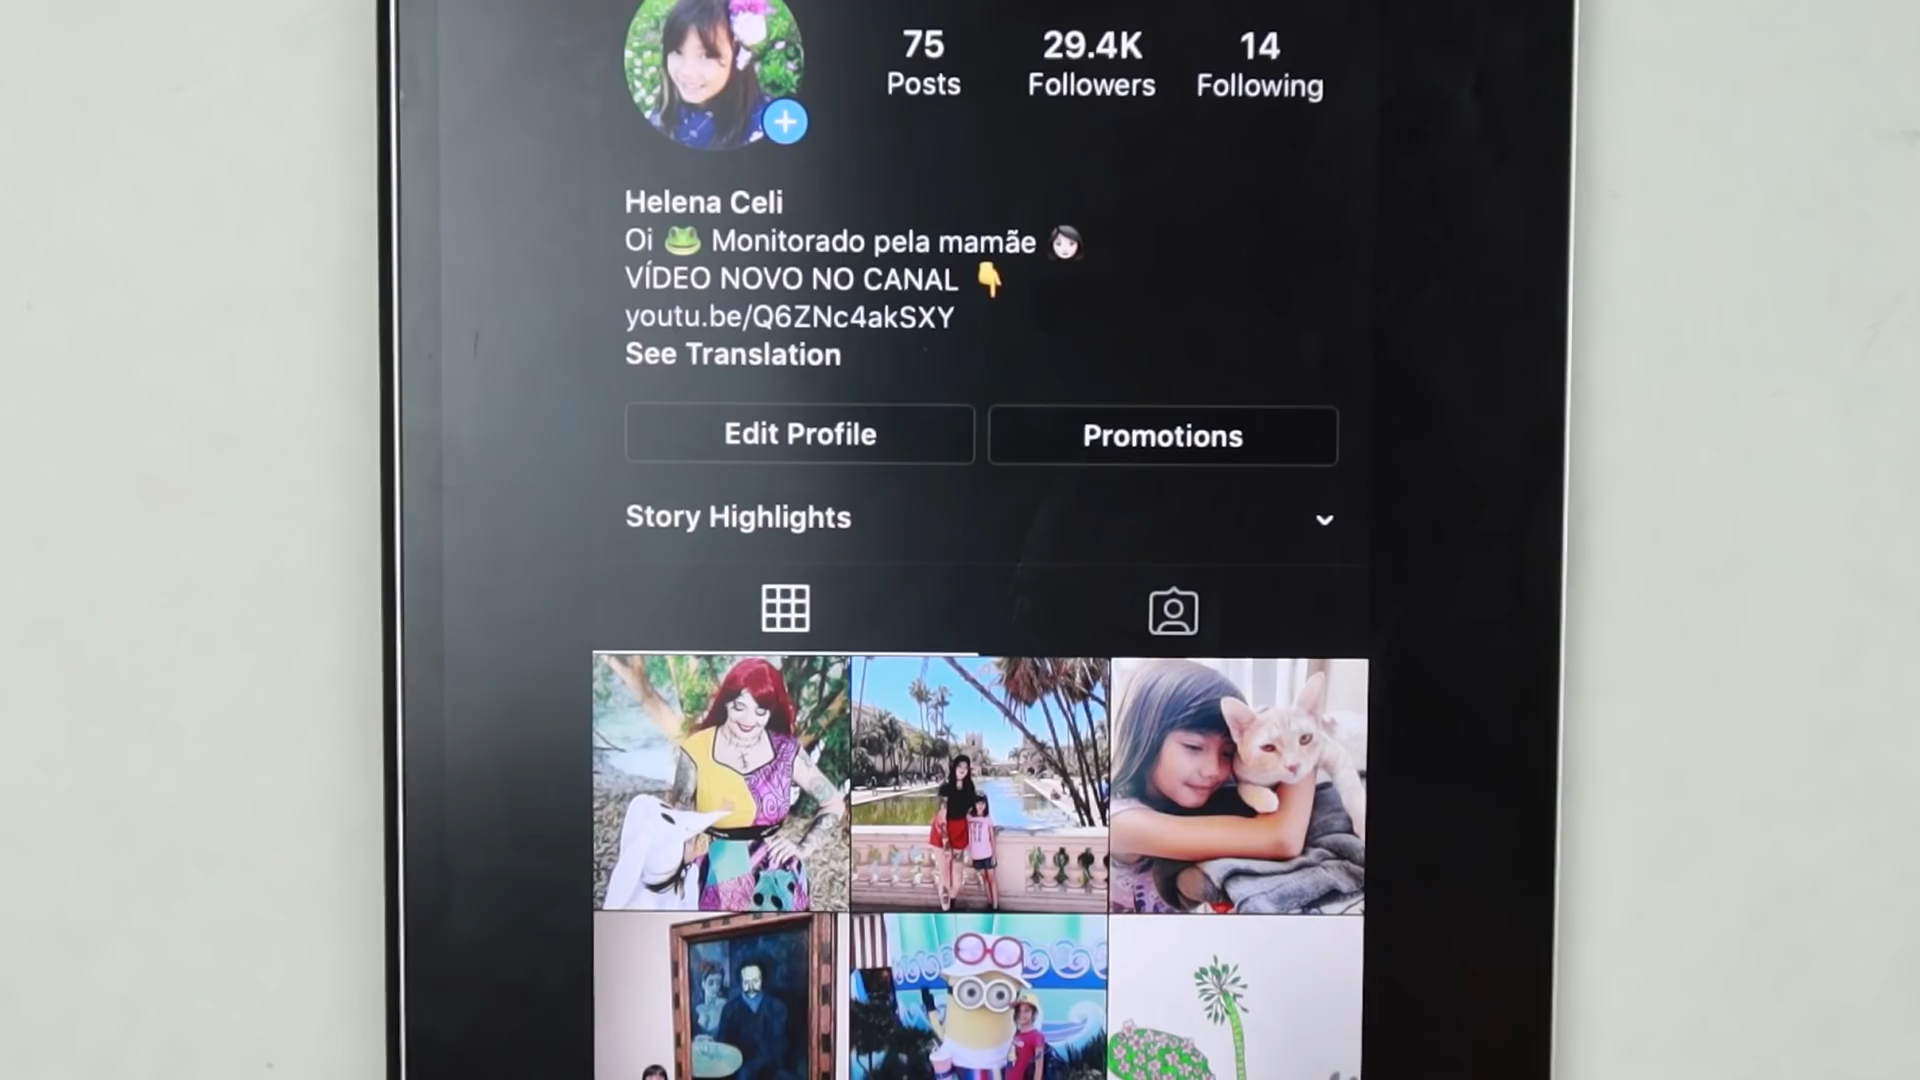 75 29.4K 14
Posts Followers Following
Helena Celi
Oi 🐸 Monitorado pela mamãe 👩🏻
VÍDEO NOVO NO CANAL 👇
youtu.be/Q6ZNc4akSXY
See Translation
Edit Profile Promotions
Story Highlights